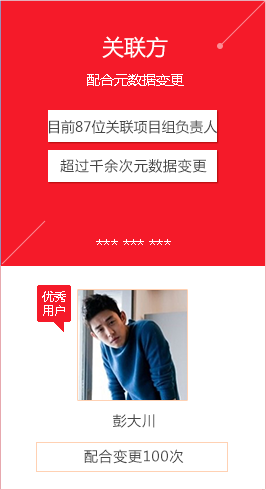 关联方
配合元数据变更
目前87位关联项目组负责人
超过千余次元数据变更
*** *** ***
优秀
用户
彭大川
配合变更100次